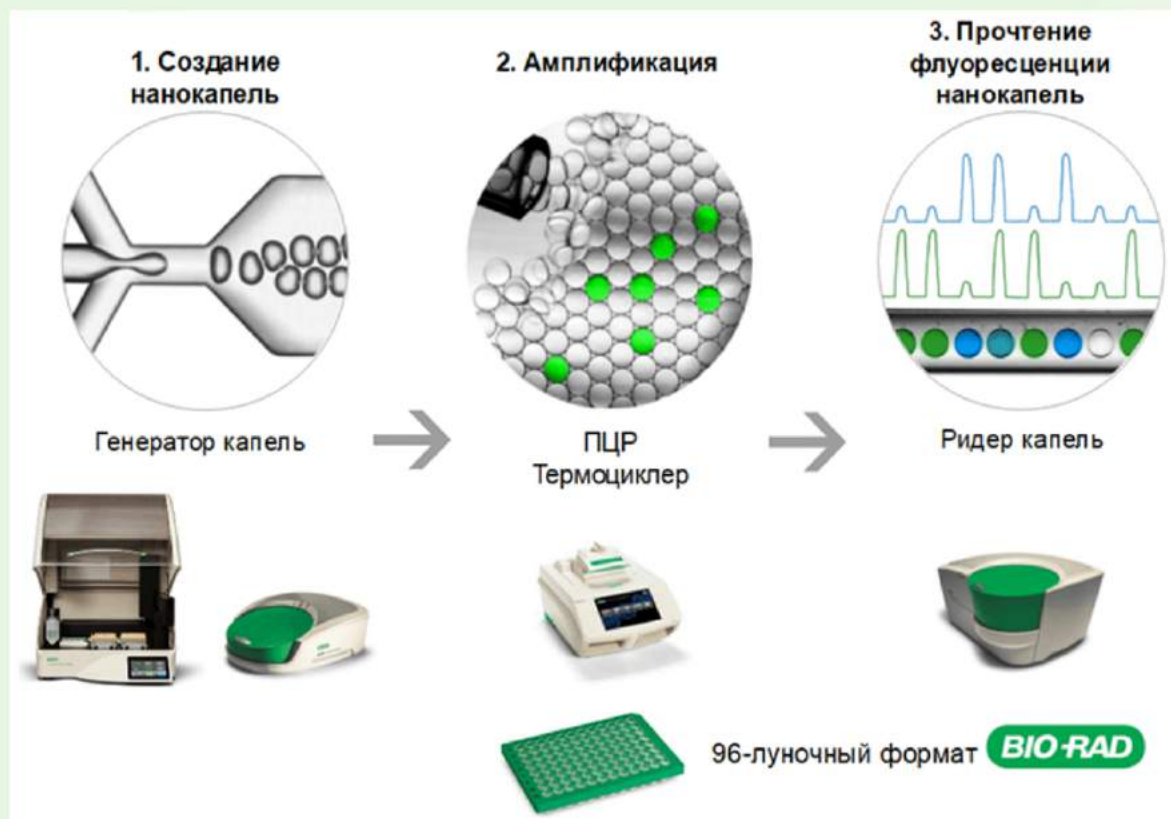 1. Создание
нанокапель
2. Амплификация
3. Прочтение
флуоресценции
нанокапель
Генератор капель
ПЦР
Термоциклер
Ридер капель
96-луночный формат
BIO-RAD